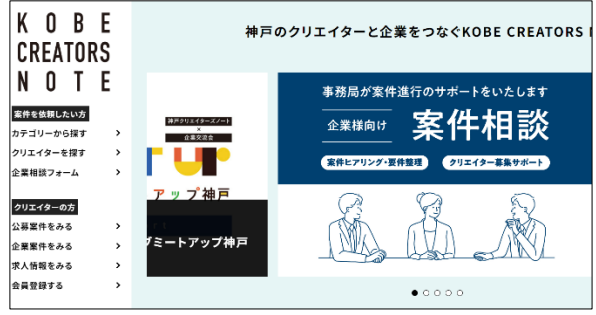 KOBE
CREATORS
NOTE
案件を依頼したい方
カテゴリーから探す
クリエイターを探す
企業相談フォーム
クリエイターの方
公募案件をみる
企業案件をみる
求人情報をみる
会員登録する
神戸のクリエイターと企業をつなぐKOBE CREATORS
神戸クリエイターズノート
×
企業交流会
アップ神戸
ブミートアップ神戸
事務局が案件進行のサポートをいたします
企業様向け
案件相談
案件ヒアリング・要件整理
クリエイター募集サポート